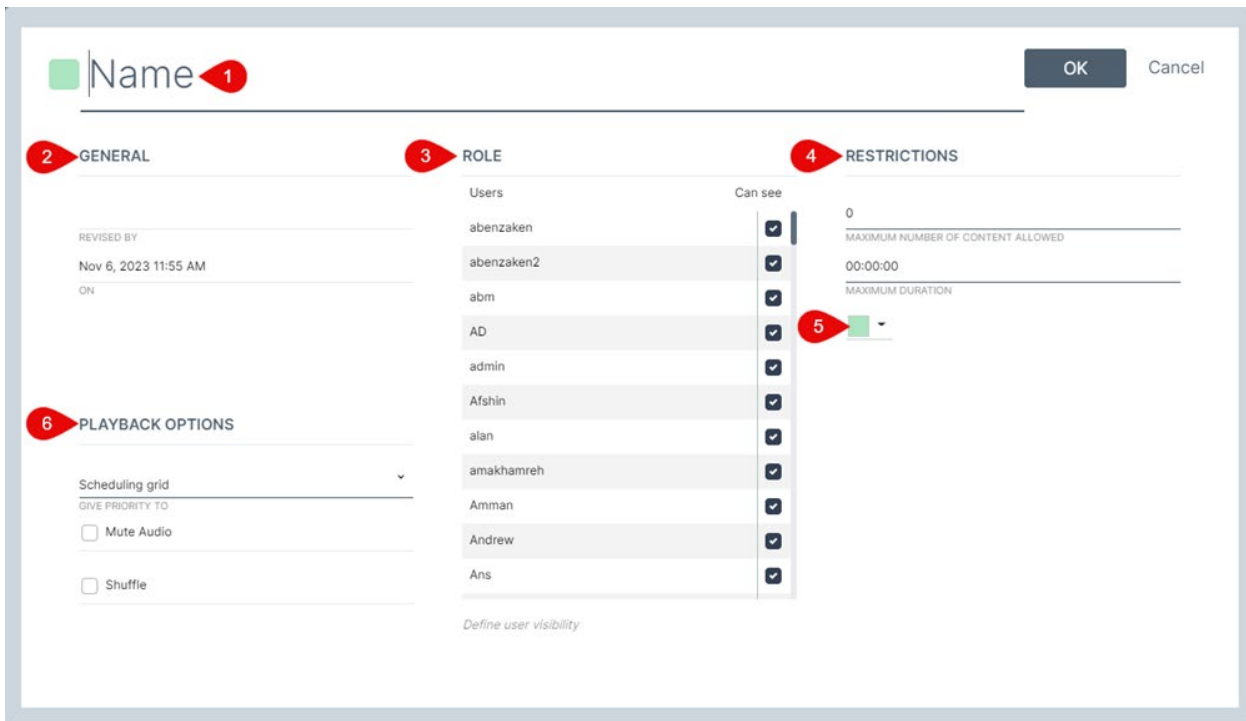 Name 1
OK Cancel
2 GENERAL
REVISED BY
Nov 6, 2023 11:55 AM
ON
6 PLAYBACK OPTIONS
Scheduling grid
GIVE PRIORITY TO
Mute Audio
Shuffle
3 ROLE
Users Can see
abenzaken
abenzaken2
abm
AD
admin
Afshin
alan
amakhamreh
Amman
Andrew
Ans
Define user visibility
4 RESTRICTIONS
0
MAXIMUM NUMBER OF CONTENT ALLOWED
00:00:00
MAXIMUM DURATION
5